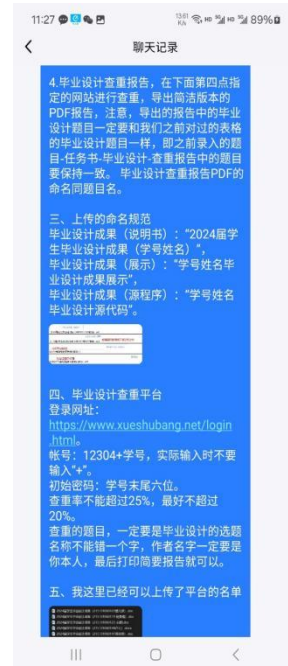 11:27
89%
聊天记录
4.毕业设计查重报告，在下面第四点指
定的网站进行查重，导出简洁版本的
PDF报告，注意，导出的报告中的毕业
设计题目一定要和我们之前对过的表格
的毕业设计题目一样，即之前录入的题
目-任务书-毕业设计-查重报告中的题目
要保持一致。 毕业设计查重报告PDF的
命名同题目名。
三、上传的命名规范
毕业设计成果（说明书）：“2024届学
生毕业设计成果（学号姓名）”，
毕业设计成果（展示）：“学号姓名毕
业设计成果展示”，
毕业设计成果（源程序）：“学号姓名
毕业设计源代码”。
四、毕业设计查重平台
登录网址：
https://www.xueshubang.net/login
.html。
帐号：12304+学号，实际输入时不要
输入“+”。
初始密码：学号末尾六位。
查重率不能超过25%，最好不超过
20%。
查重的题目，一定要是毕业设计的选题
名称不能错一个字，作者名字一定要是
你本人，最后打印简要报告就可以。
五、我这里已经可以上传了平台的名单